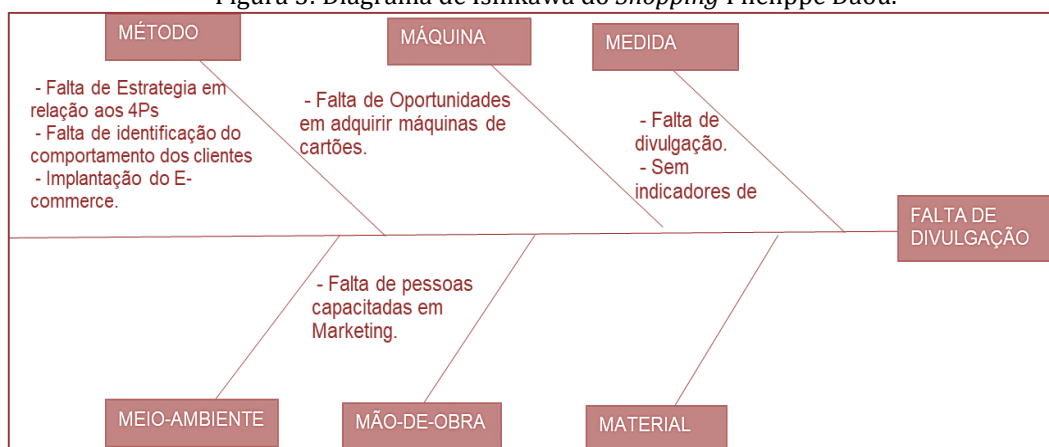 Figura 3: Diagrama de Ishikawa do Shopping Phelippe Daou.
MÉTODO
MÁQUINA
MEDIDA
- Falta de Estrategia em
relação aos 4Ps
- Falta de identificação do
comportamento dos clientes
- Implantação do E-
commerce.
- Falta de Oportunidades
em adquirir máquinas de
cartões.
- Falta de
divulgação.
- Sem
indicadores de
FALTA DE
DIVULGAÇÃO
- Falta de pessoas
capacitadas em
Marketing.
MEIO-AMBIENTE
MÃO-DE-OBRA
MATERIAL